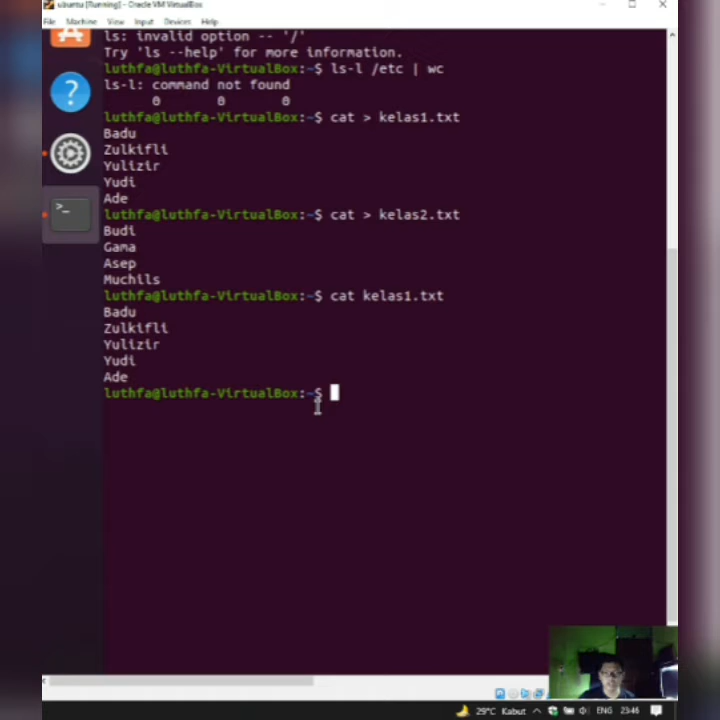 ubuntu [Running] - Oracle VM VirtualBox
File Machine View Input Devices Help
ls: invalid option -- '/'
Try 'ls --help' for more information.
luthfa@luthfa-VirtualBox:~$ ls-l /etc | wc
ls-l: command not found
0 0 0
luthfa@luthfa-VirtualBox:~$ cat > kelas1.txt
Badu
Zulkifli
Yulizir
Yudi
Ade
luthfa@luthfa-VirtualBox:~$ cat > kelas2.txt
Budi
Gama
Asep
Muchils
luthfa@luthfa-VirtualBox:~$ cat kelas1.txt
Badu
Zulkifli
Yulizir
Yudi
Ade
luthfa@luthfa-VirtualBox:~$
29°C Kabut ENG 23:46